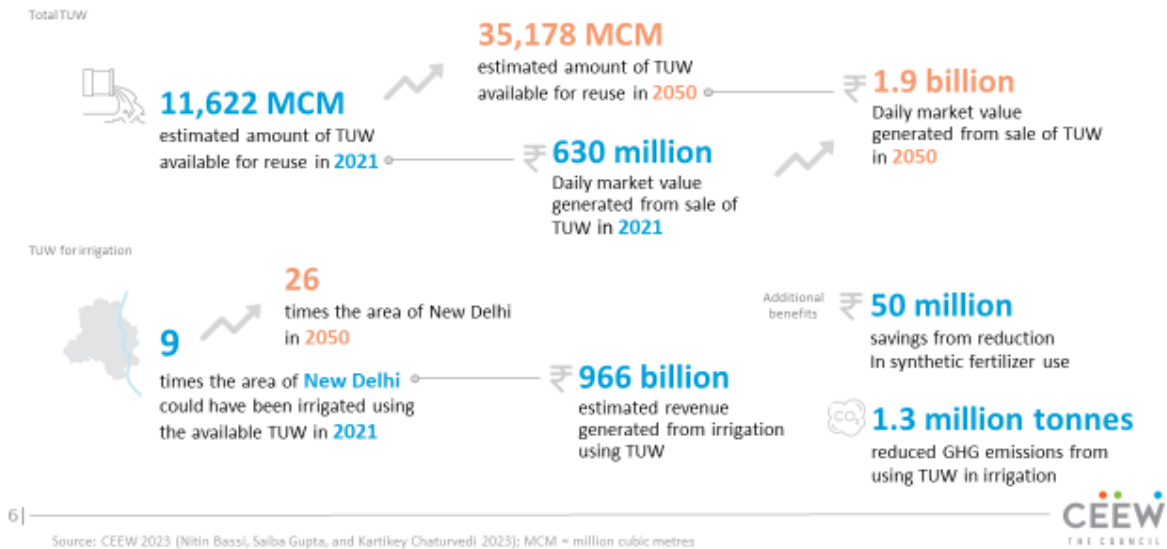 Total TUW
35,178 MCM
estimated amount of TUW
available for reuse in 2050
₹ 1.9 billion
Daily market value
generated from sale of TUW
in 2050
11,622 MCM
estimated amount of TUW
available for reuse in 2021
₹ 630 million
Daily market value
generated from sale of
TUW in 2021
TUW for irrigation
26
times the area of New Delhi
in 2050
9
times the area of New Delhi
could have been irrigated using
the available TUW in 2021
₹ 966 billion
estimated revenue
generated from irrigation
using TUW
Additional
benefits
₹ 50 million
savings from reduction
In synthetic fertilizer use
CO₂
1.3 million tonnes
reduced GHG emissions from
using TUW in irrigation
6|
CEEW
THE COUNCIL
Source: CEEW 2023 (Nitin Bassi, Saiba Gupta, and Kartikey Chaturvedi 2023); MCM = million cubic metres